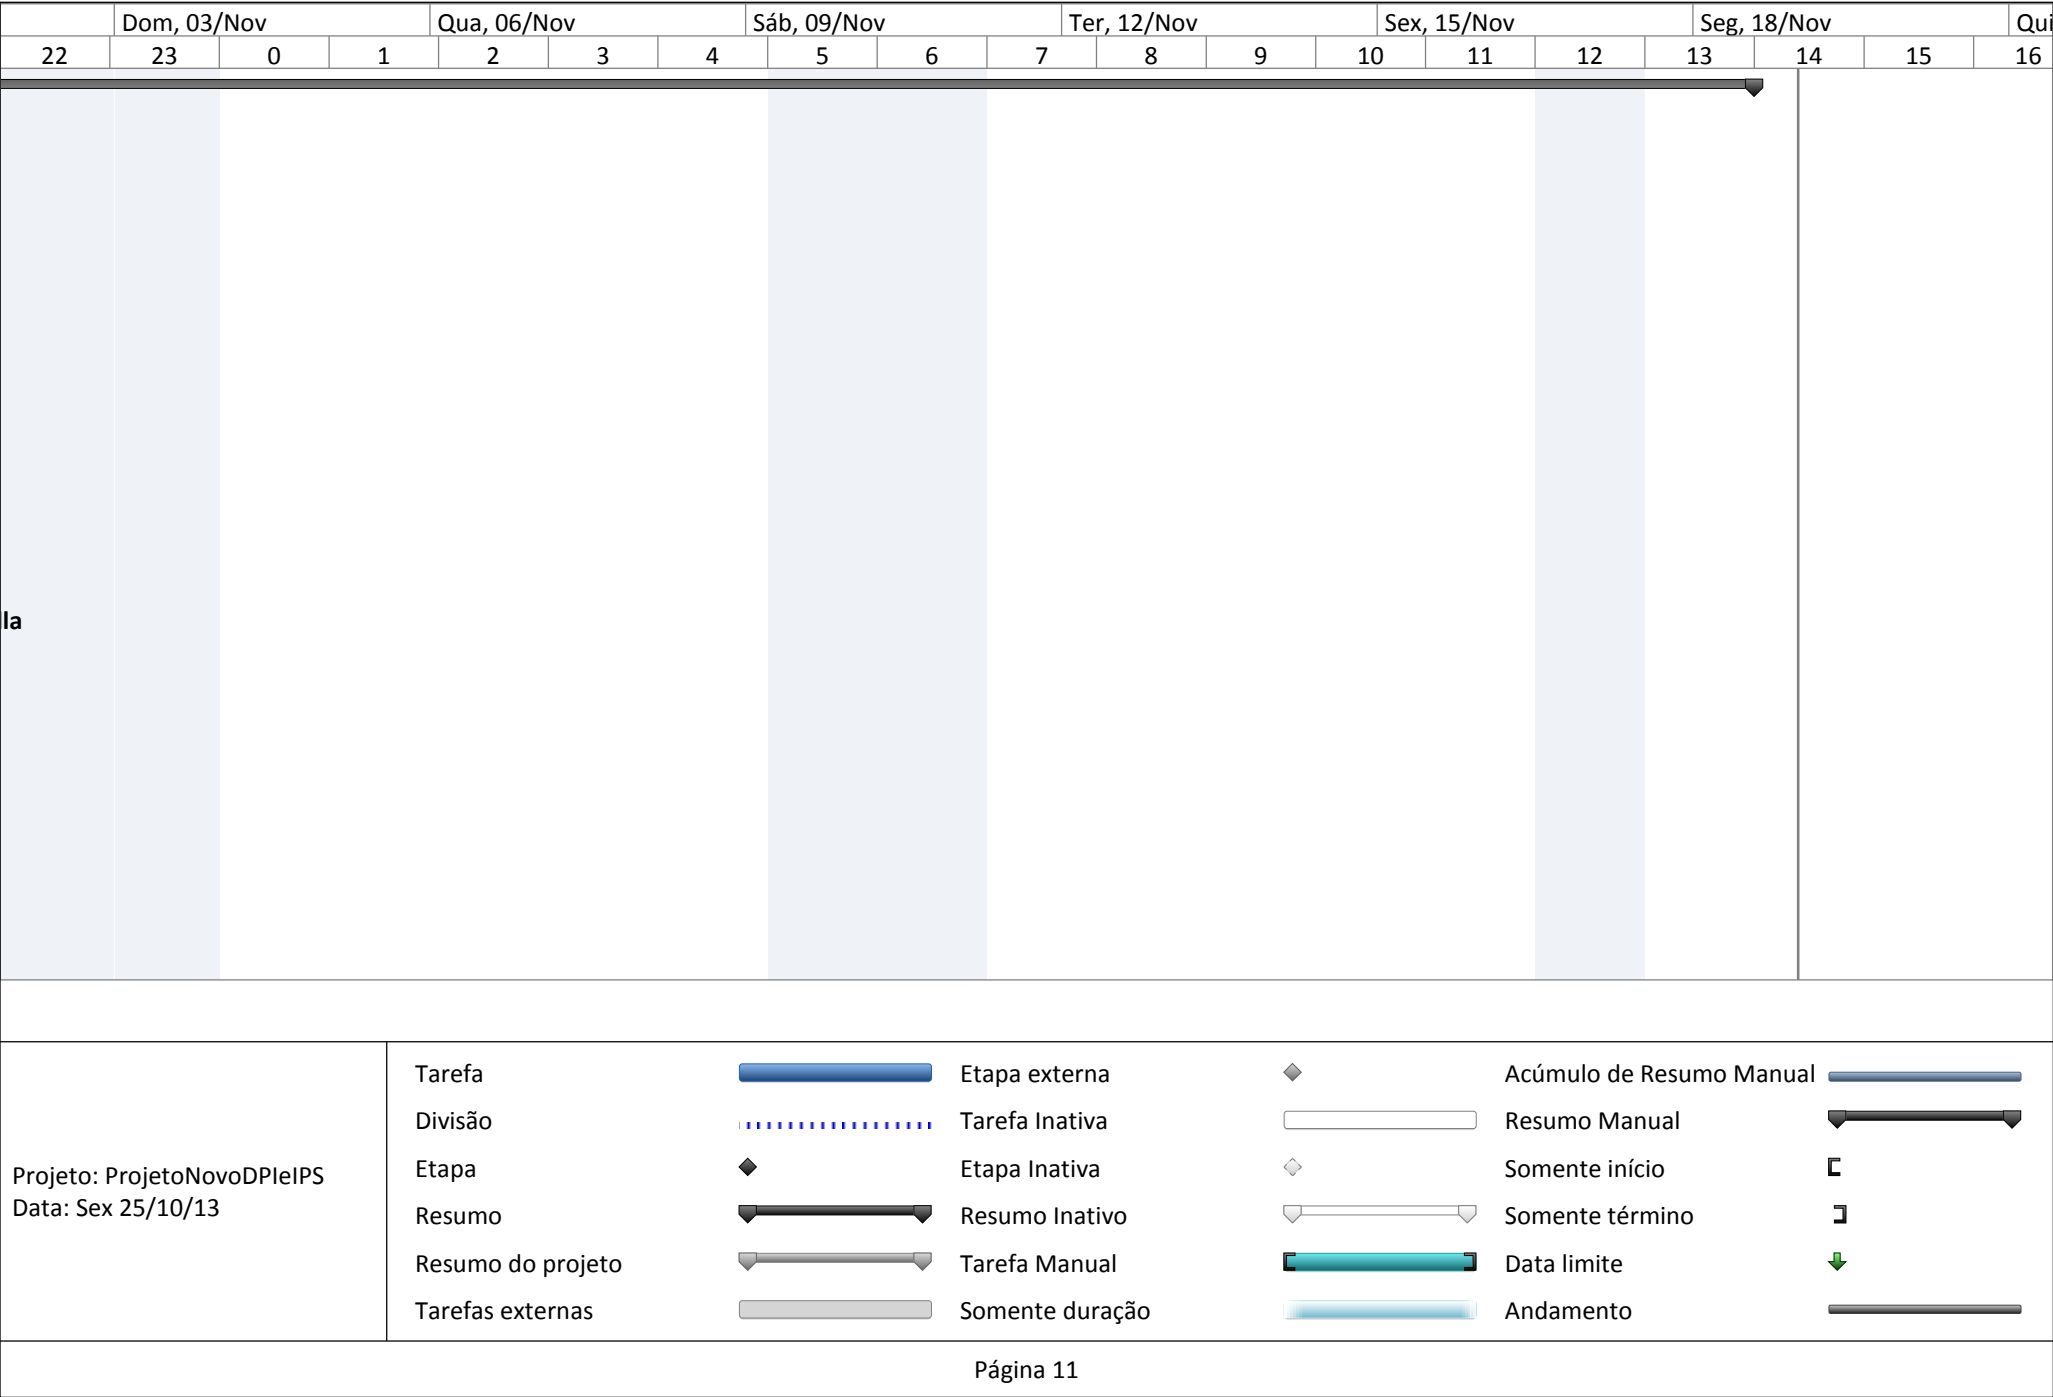 Dom, 03/Nov Qua, 06/Nov Sáb, 09/Nov Ter, 12/Nov Sex, 15/Nov Seg, 18/Nov Qui
22 23 0 1 2 3 4 5 6 7 8 9 10 11 12 13 14 15 16
lla
Projeto: ProjetoNovoDPIeIPS
Data: Sex 25/10/13
Tarefa
Divisão
Etapa
Resumo
Resumo do projeto
Tarefas externas
Etapa externa
Tarefa Inativa
Etapa Inativa
Resumo Inativo
Tarefa Manual
Somente duração
Acúmulo de Resumo Manual
Resumo Manual
Somente início
Somente término
Data limite
Andamento
Página 11